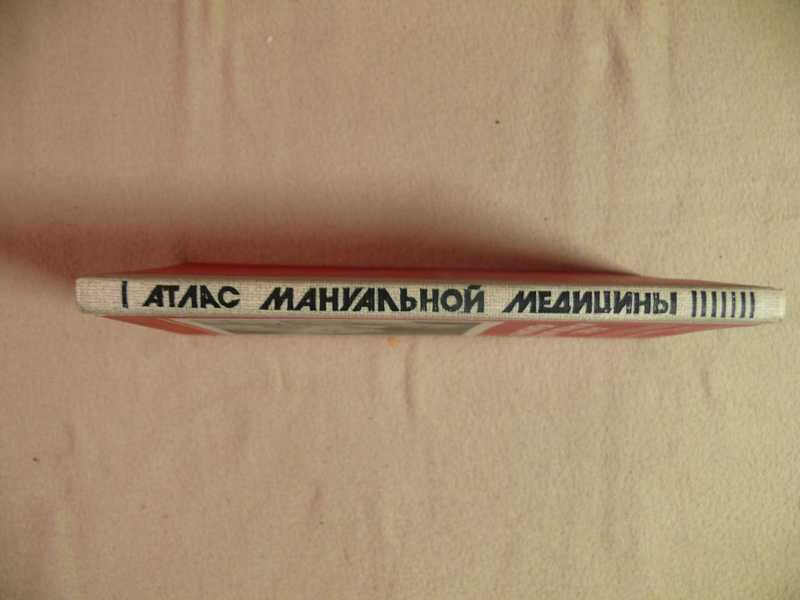 АТЛАС МАНУАЛЬНОЙ МЕДИЦИНЫ